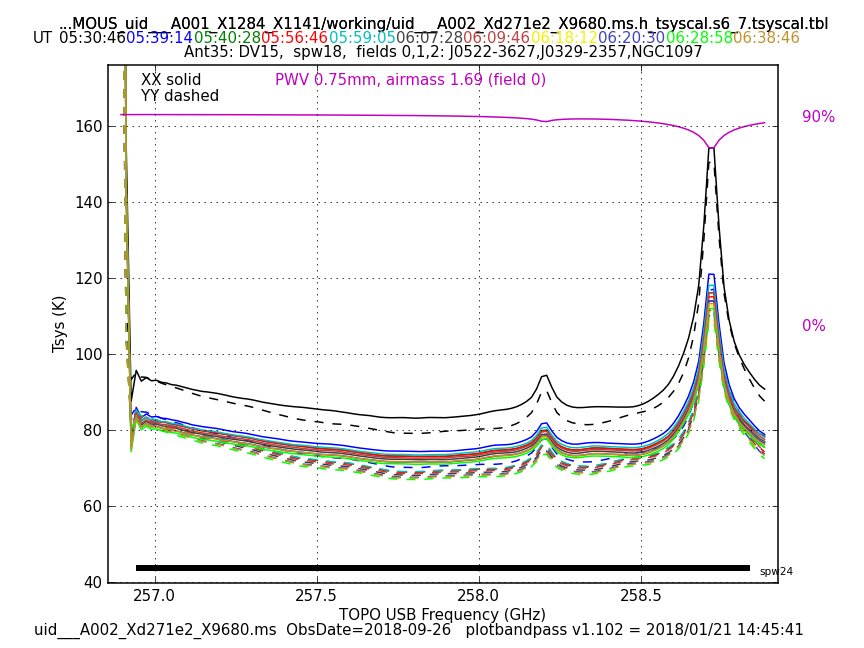 ...MOUS_uid___A001_X1284_X1141/working/uid___A002_Xd271e2_X9680.ms.h_tsyscal.s6_7.tsyscal.tbl
UT 05:30:46 05:39:14 05:40:28 05:56:46 05:59:05 06:07:28 06:09:46 06:18:12 06:20:30 06:28:58 06:38:46
Ant35: DV15, spw18, fields 0,1,2: J0522-3627,J0329-2357,NGC1097
XX solid
PWV 0.75mm, airmass 1.69 (field 0)
YY dashed
90%
0%
160
140
120
100
80
60
40
Tsys (K)
spw24
257.0 257.5 258.0 258.5
TOPO USB Frequency (GHz)
uid___A002_Xd271e2_X9680.ms ObsDate=2018-09-26 plotbandpass v1.102 = 2018/01/21 14:45:41